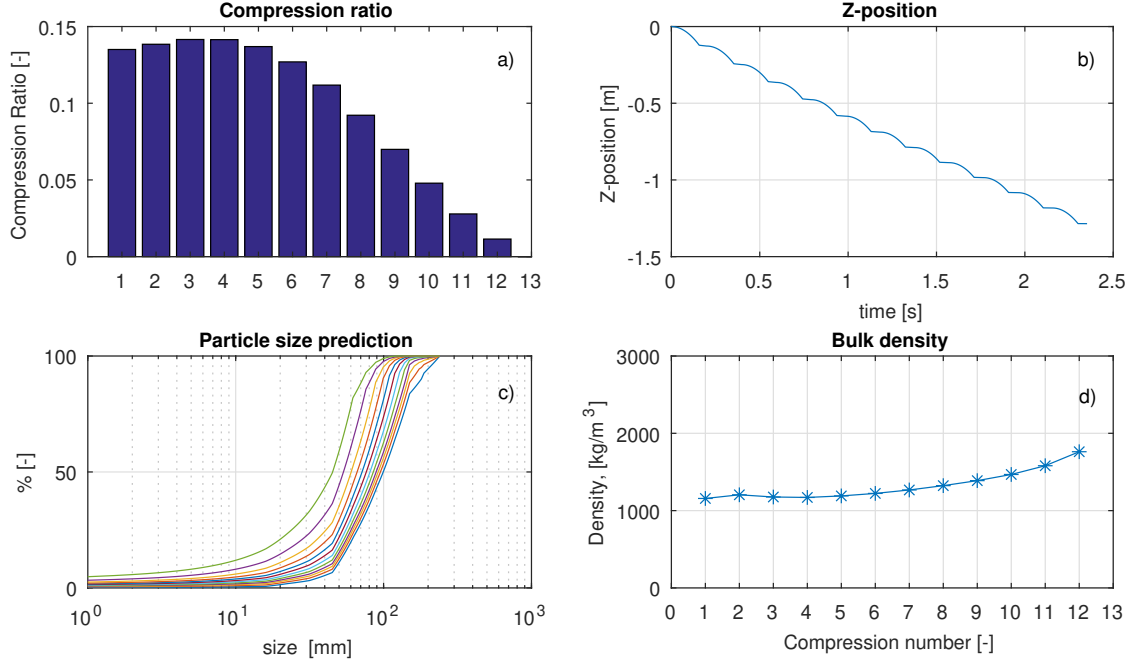 Compression ratio
a)
Compression Ratio [-]
0.15
0.1
0.05
0
1 2 3 4 5 6 7 8 9 10 11 12 13
Z-position
b)
Z-position [m]
0
-0.5
-1
-1.5
0 0.5 1 1.5 2 2.5
time [s]
Particle size prediction
c)
% [-]
100
50
0
10^0 10^1 10^2 10^3
size [mm]
Bulk density
d)
Density, [kg/m^3]
3000
2000
1000
0
0 1 2 3 4 5 6 7 8 9 10 11 12 13
Compression number [-]